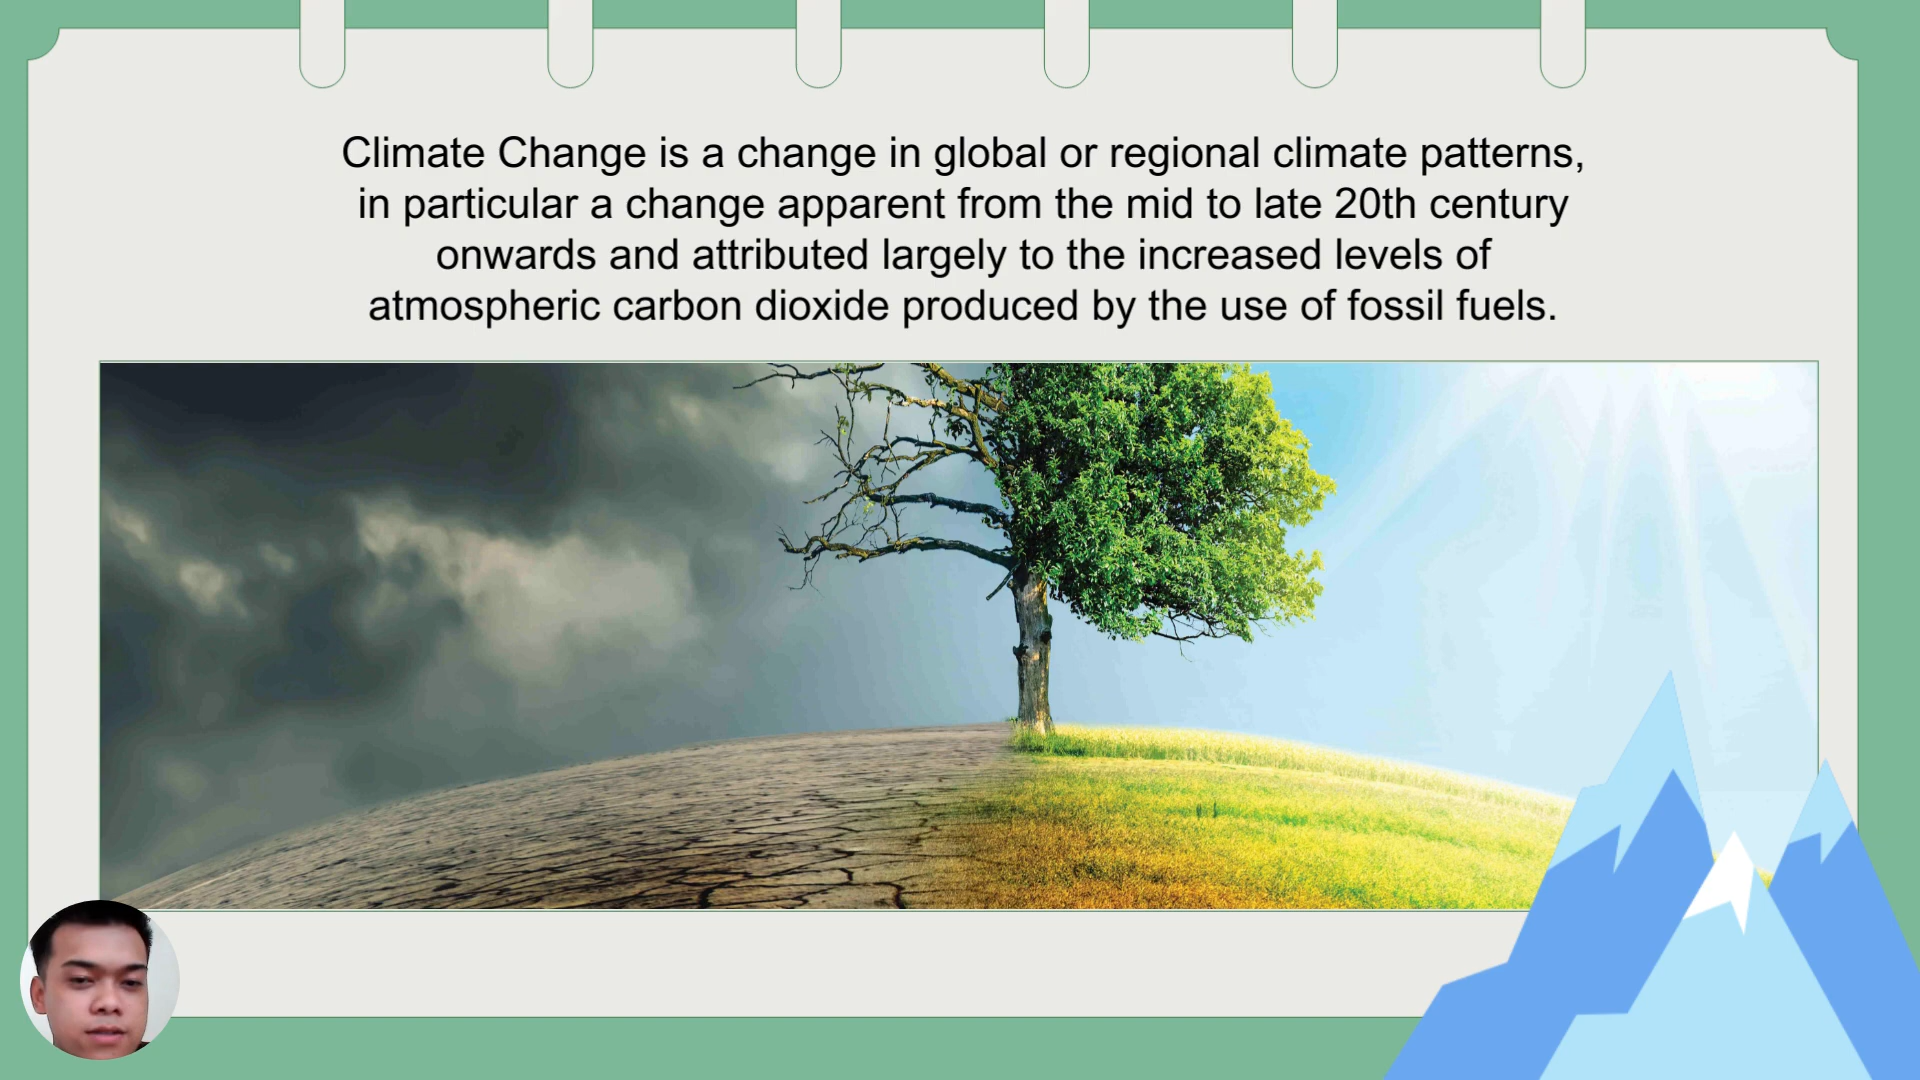 Climate Change is a change in global or regional climate patterns,
in particular a change apparent from the mid to late 20th century
onwards and attributed largely to the increased levels of
atmospheric carbon dioxide produced by the use of fossil fuels.